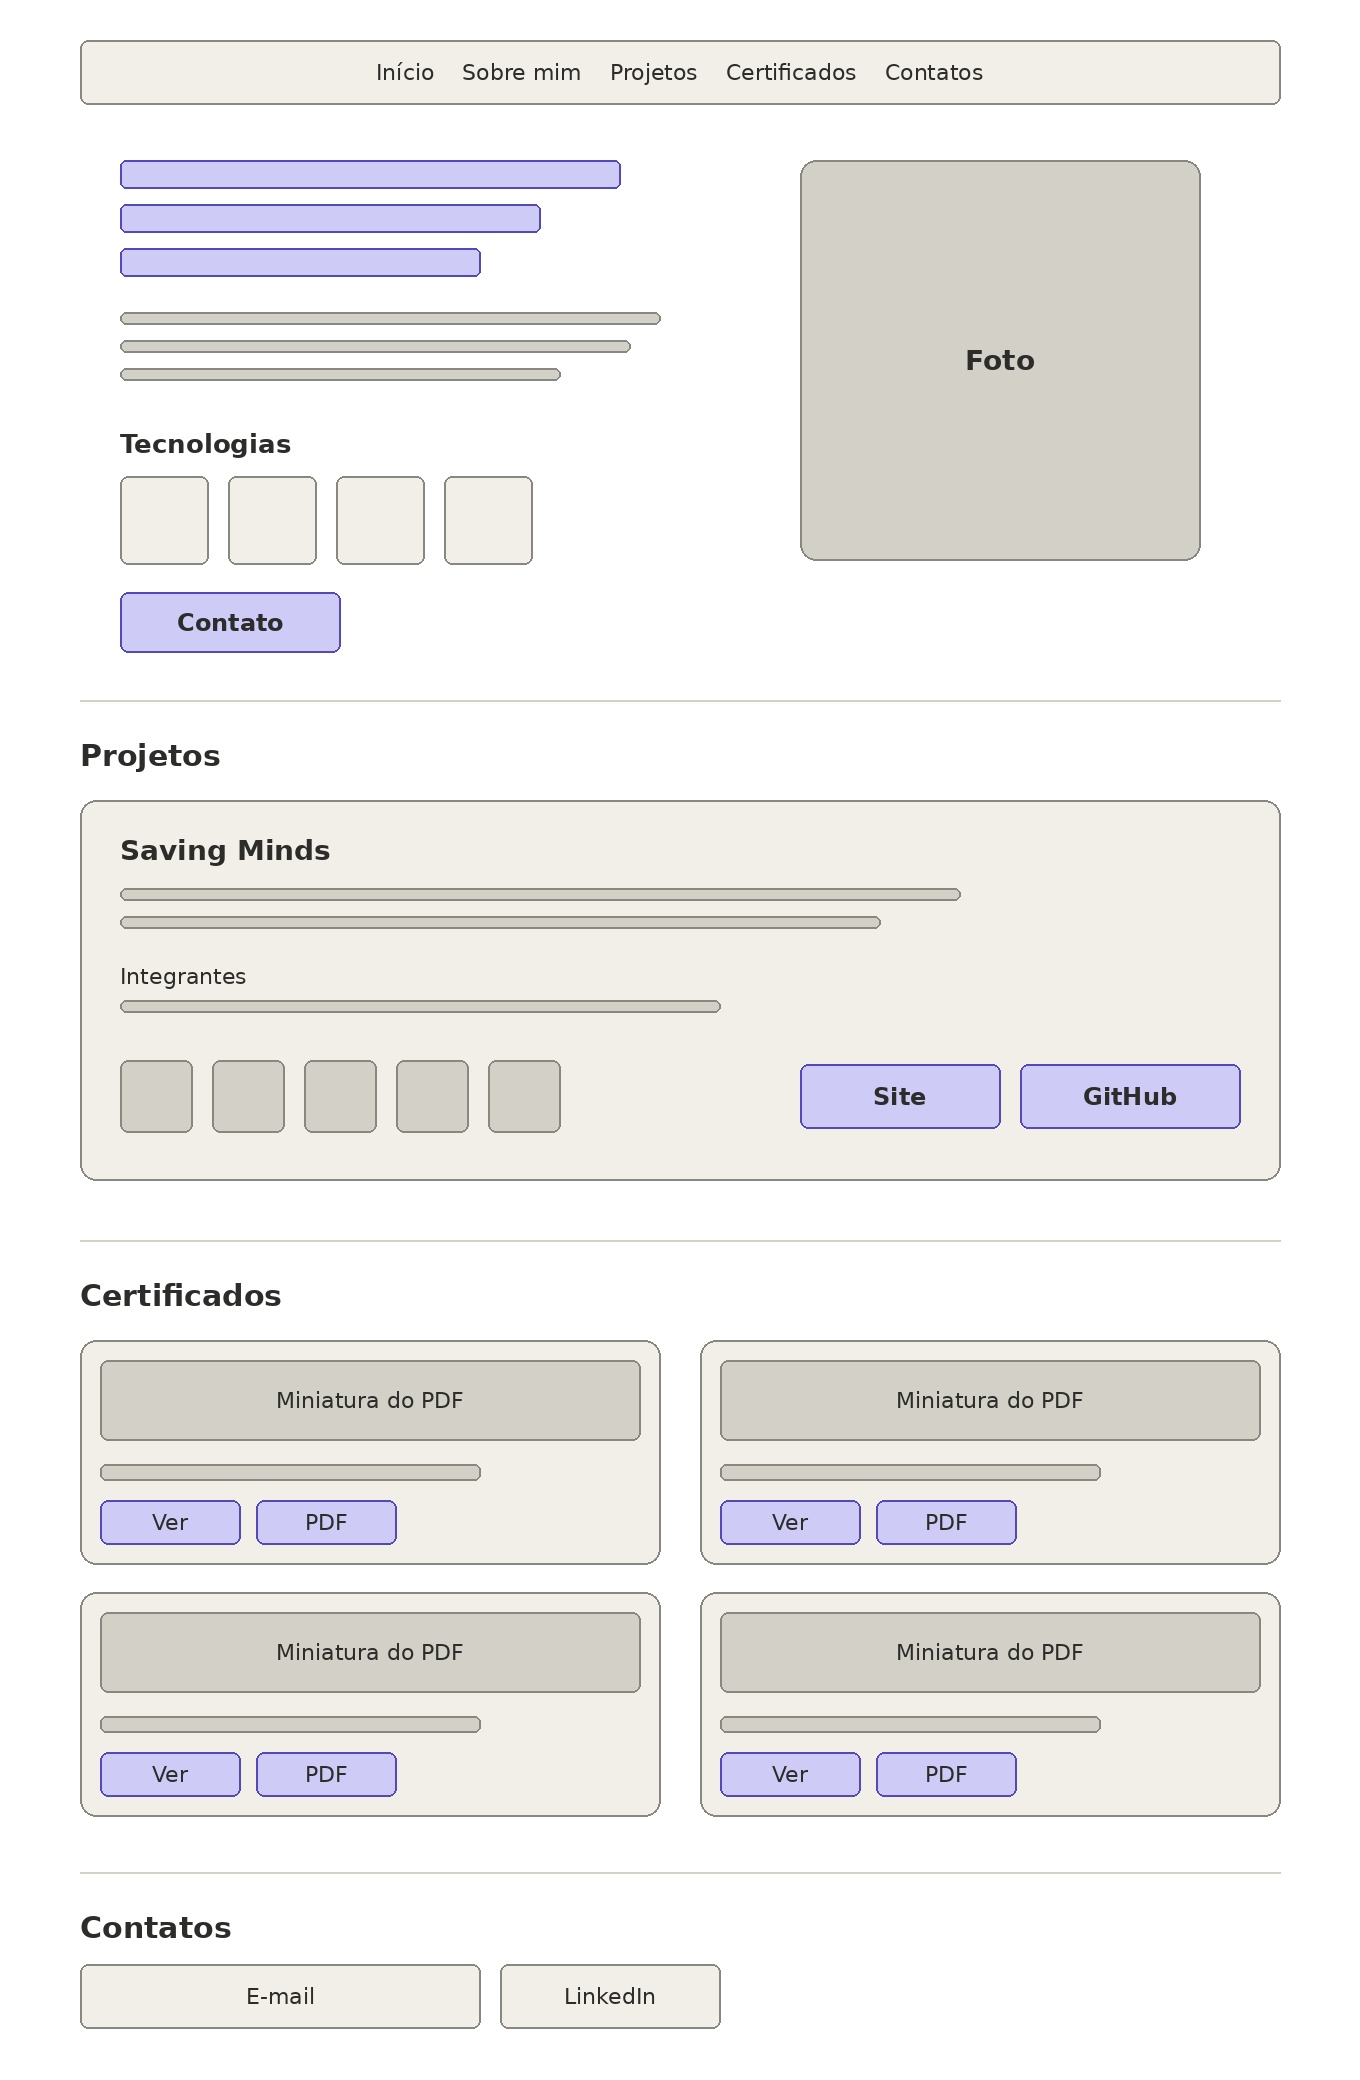 Início Sobre mim Projetos Certificados Contatos
Foto
Tecnologias
Contato
Projetos
Saving Minds
Integrantes
Site GitHub
Certificados
Miniatura do PDF Miniatura do PDF
Ver PDF Ver PDF
Miniatura do PDF Miniatura do PDF
Ver PDF Ver PDF
Contatos
E-mail LinkedIn